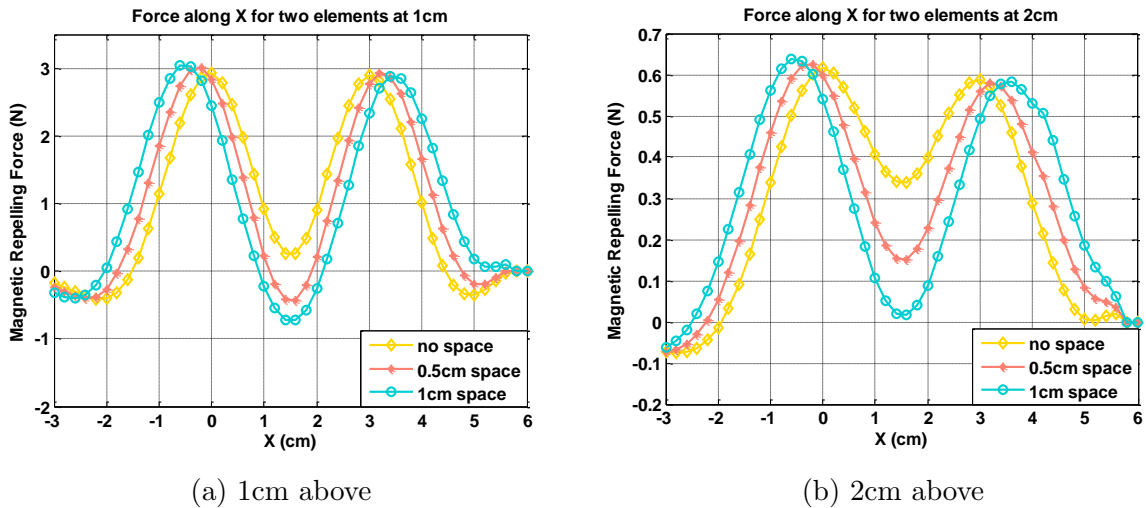 Force along X for two elements at 1cm
Magnetic Repelling Force (N)
3
2
1
0
-1
-2
-3 -2 -1 0 1 2 3 4 5 6
X (cm)
no space
0.5cm space
1cm space
(a) 1cm above
Force along X for two elements at 2cm
Magnetic Repelling Force (N)
0.7
0.6
0.5
0.4
0.3
0.2
0.1
0
-0.1
-0.2
-3 -2 -1 0 1 2 3 4 5 6
X (cm)
no space
0.5cm space
1cm space
(b) 2cm above